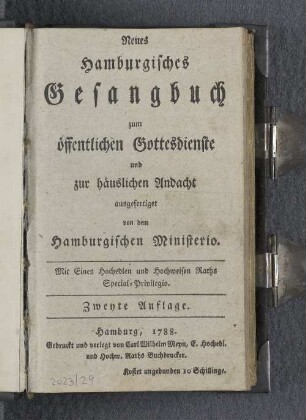 Neues
Hamburgisches
Gesangbuch
zum
öffentlichen Gottesdienste
und
zur häuslichen Andacht
ausgefertiget
von dem
Hamburgischen Ministerio.
Mit Eines Hochedlen und Hochweisen Raths
Special-Privilegio.
Zweyte Auflage.
Hamburg, 1788.
Gedruckt und verlegt von Carl Wilhelm Meyn, E. Hochedl.
und Hochw. Raths Buchdrucker.
Kostet ungebunden 10 Schillinge.
2023/29